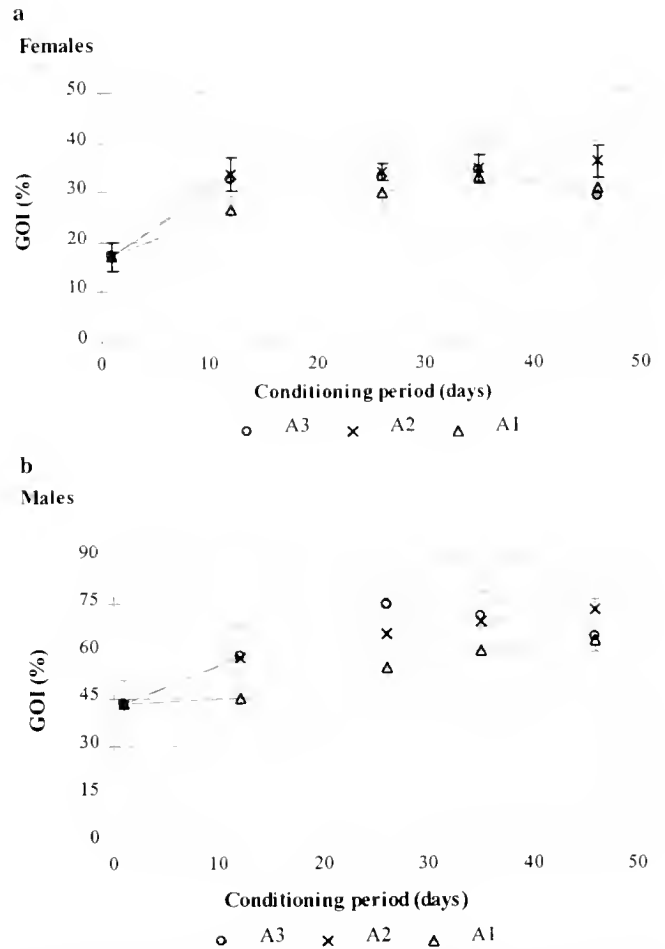 a
Females
50
40
30
20
10
0
GOI (%)
0 10 20 30 40 50
Conditioning period (days)
A3 A2 A1
b
Males
90
75
60
45
30
15
0
GOI (%)
0 10 20 30 40 50
Conditioning period (days)
A3 A2 A1